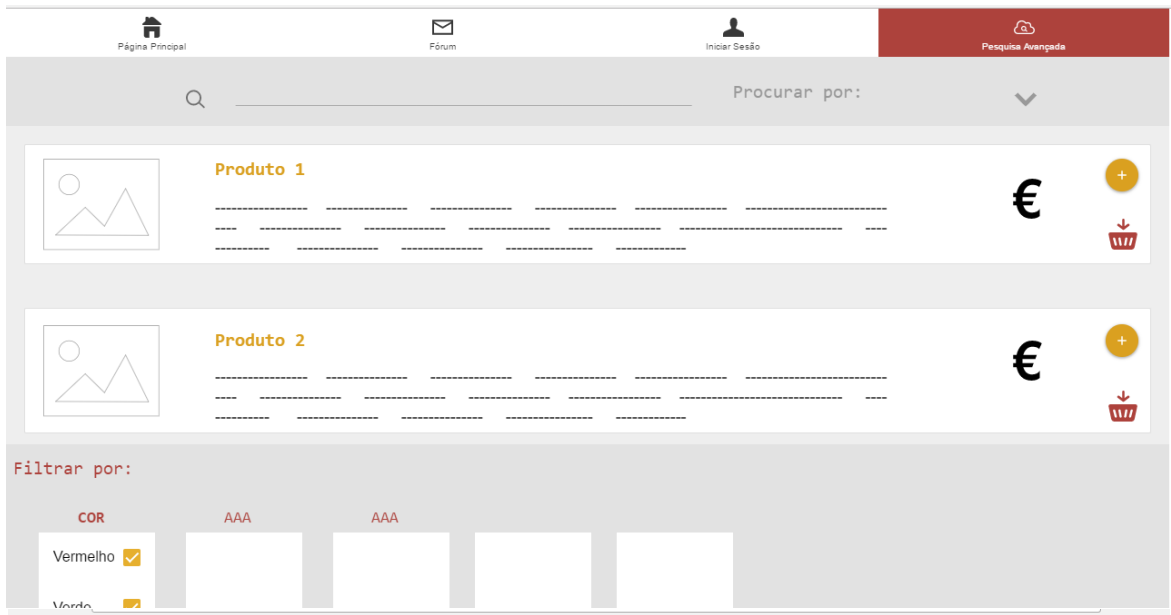 Página Principal
Fórum
Iniciar Sesão
Pesquisa Avançada
Procurar por:
Produto 1
€
Produto 2
€
Filtrar por:
COR
AAA
AAA
Vermelho
Verde